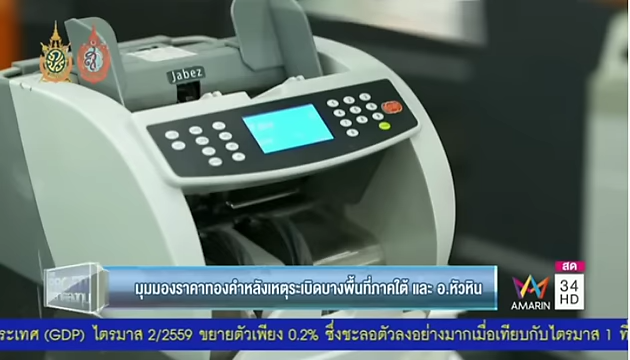 Jabez
มุมมองราคาทองคำหลังเหตุระเบิดบางพื้นที่ภาคใต้ และ อ.หัวหิน
สด
AMARIN
34
HD
ระเทศ (GDP) ไตรมาส 2/2559 ขยายตัวเพียง 0.2% ซึ่งชะลอตัวลงอย่างมากเมื่อเทียบกับไตรมาส 1 ที่